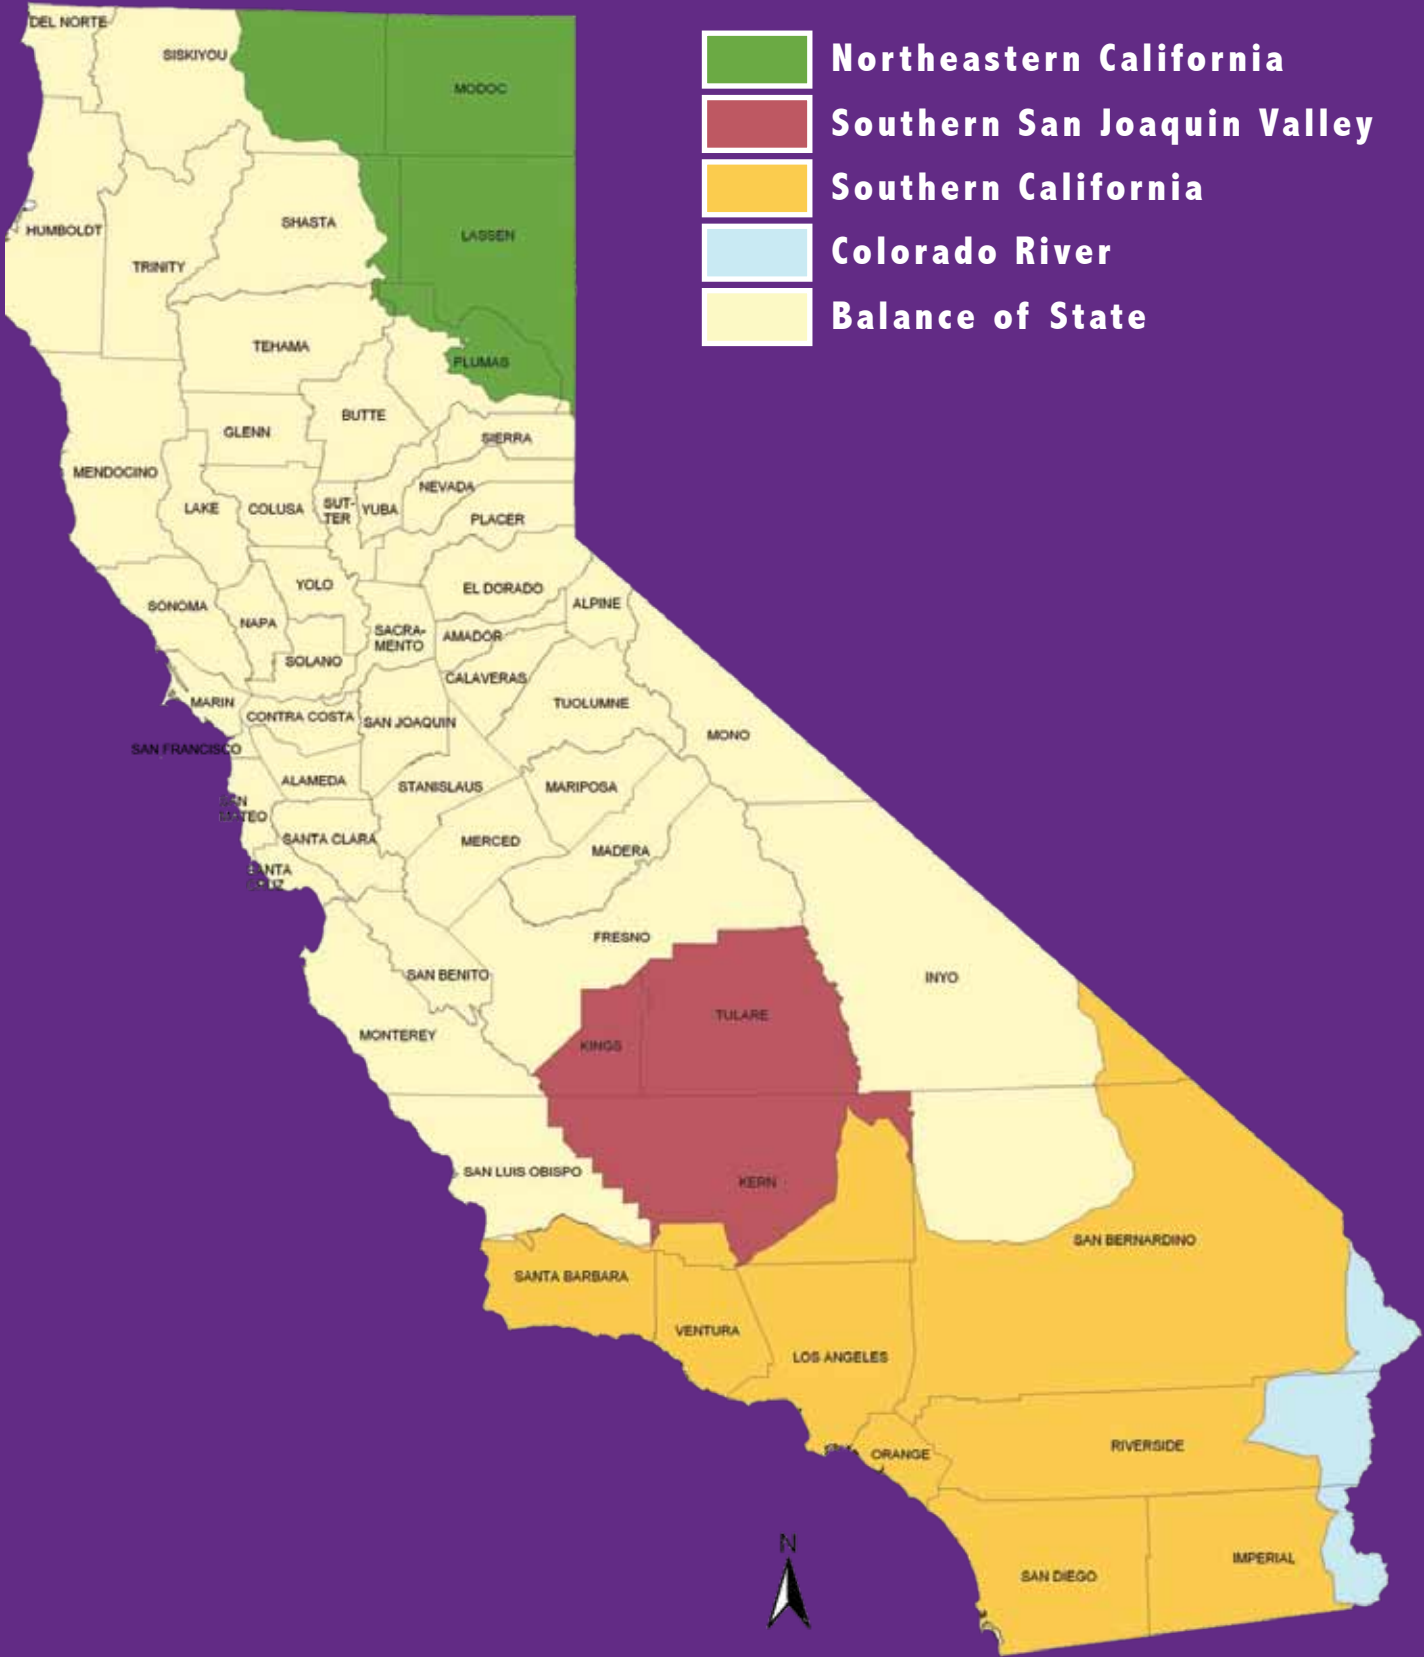 Northeastern California
Southern San Joaquin Valley
Southern California
Colorado River
Balance of State
DEL NORTE
SISKIYOU
MODOC
HUMBOLDT
TRINITY
SHASTA
LASSEN
TEHAMA
PLUMAS
BUTTE
GLENN
SIERRA
MENDOCINO
NEVADA
LAKE
COLUSA
SUT-
TER
YUBA
PLACER
YOLO
EL DORADO
SONOMA
ALPINE
NAPA
SACRA-
MENTO
AMADOR
SOLANO
CALAVERAS
MARIN
TUOLUMNE
CONTRA COSTA
SAN JOAQUIN
MONO
SAN FRANCISCO
ALAMEDA
STANISLAUS
MARIPOSA
SAN
MATEO
SANTA CLARA
MERCED
MADERA
SANTA
CRUZ
FRESNO
SAN BENITO
INYO
TULARE
MONTEREY
KINGS
SAN LUIS OBISPO
KERN
SAN BERNARDINO
SANTA BARBARA
VENTURA
LOS ANGELES
RIVERSIDE
ORANGE
IMPERIAL
SAN DIEGO
N